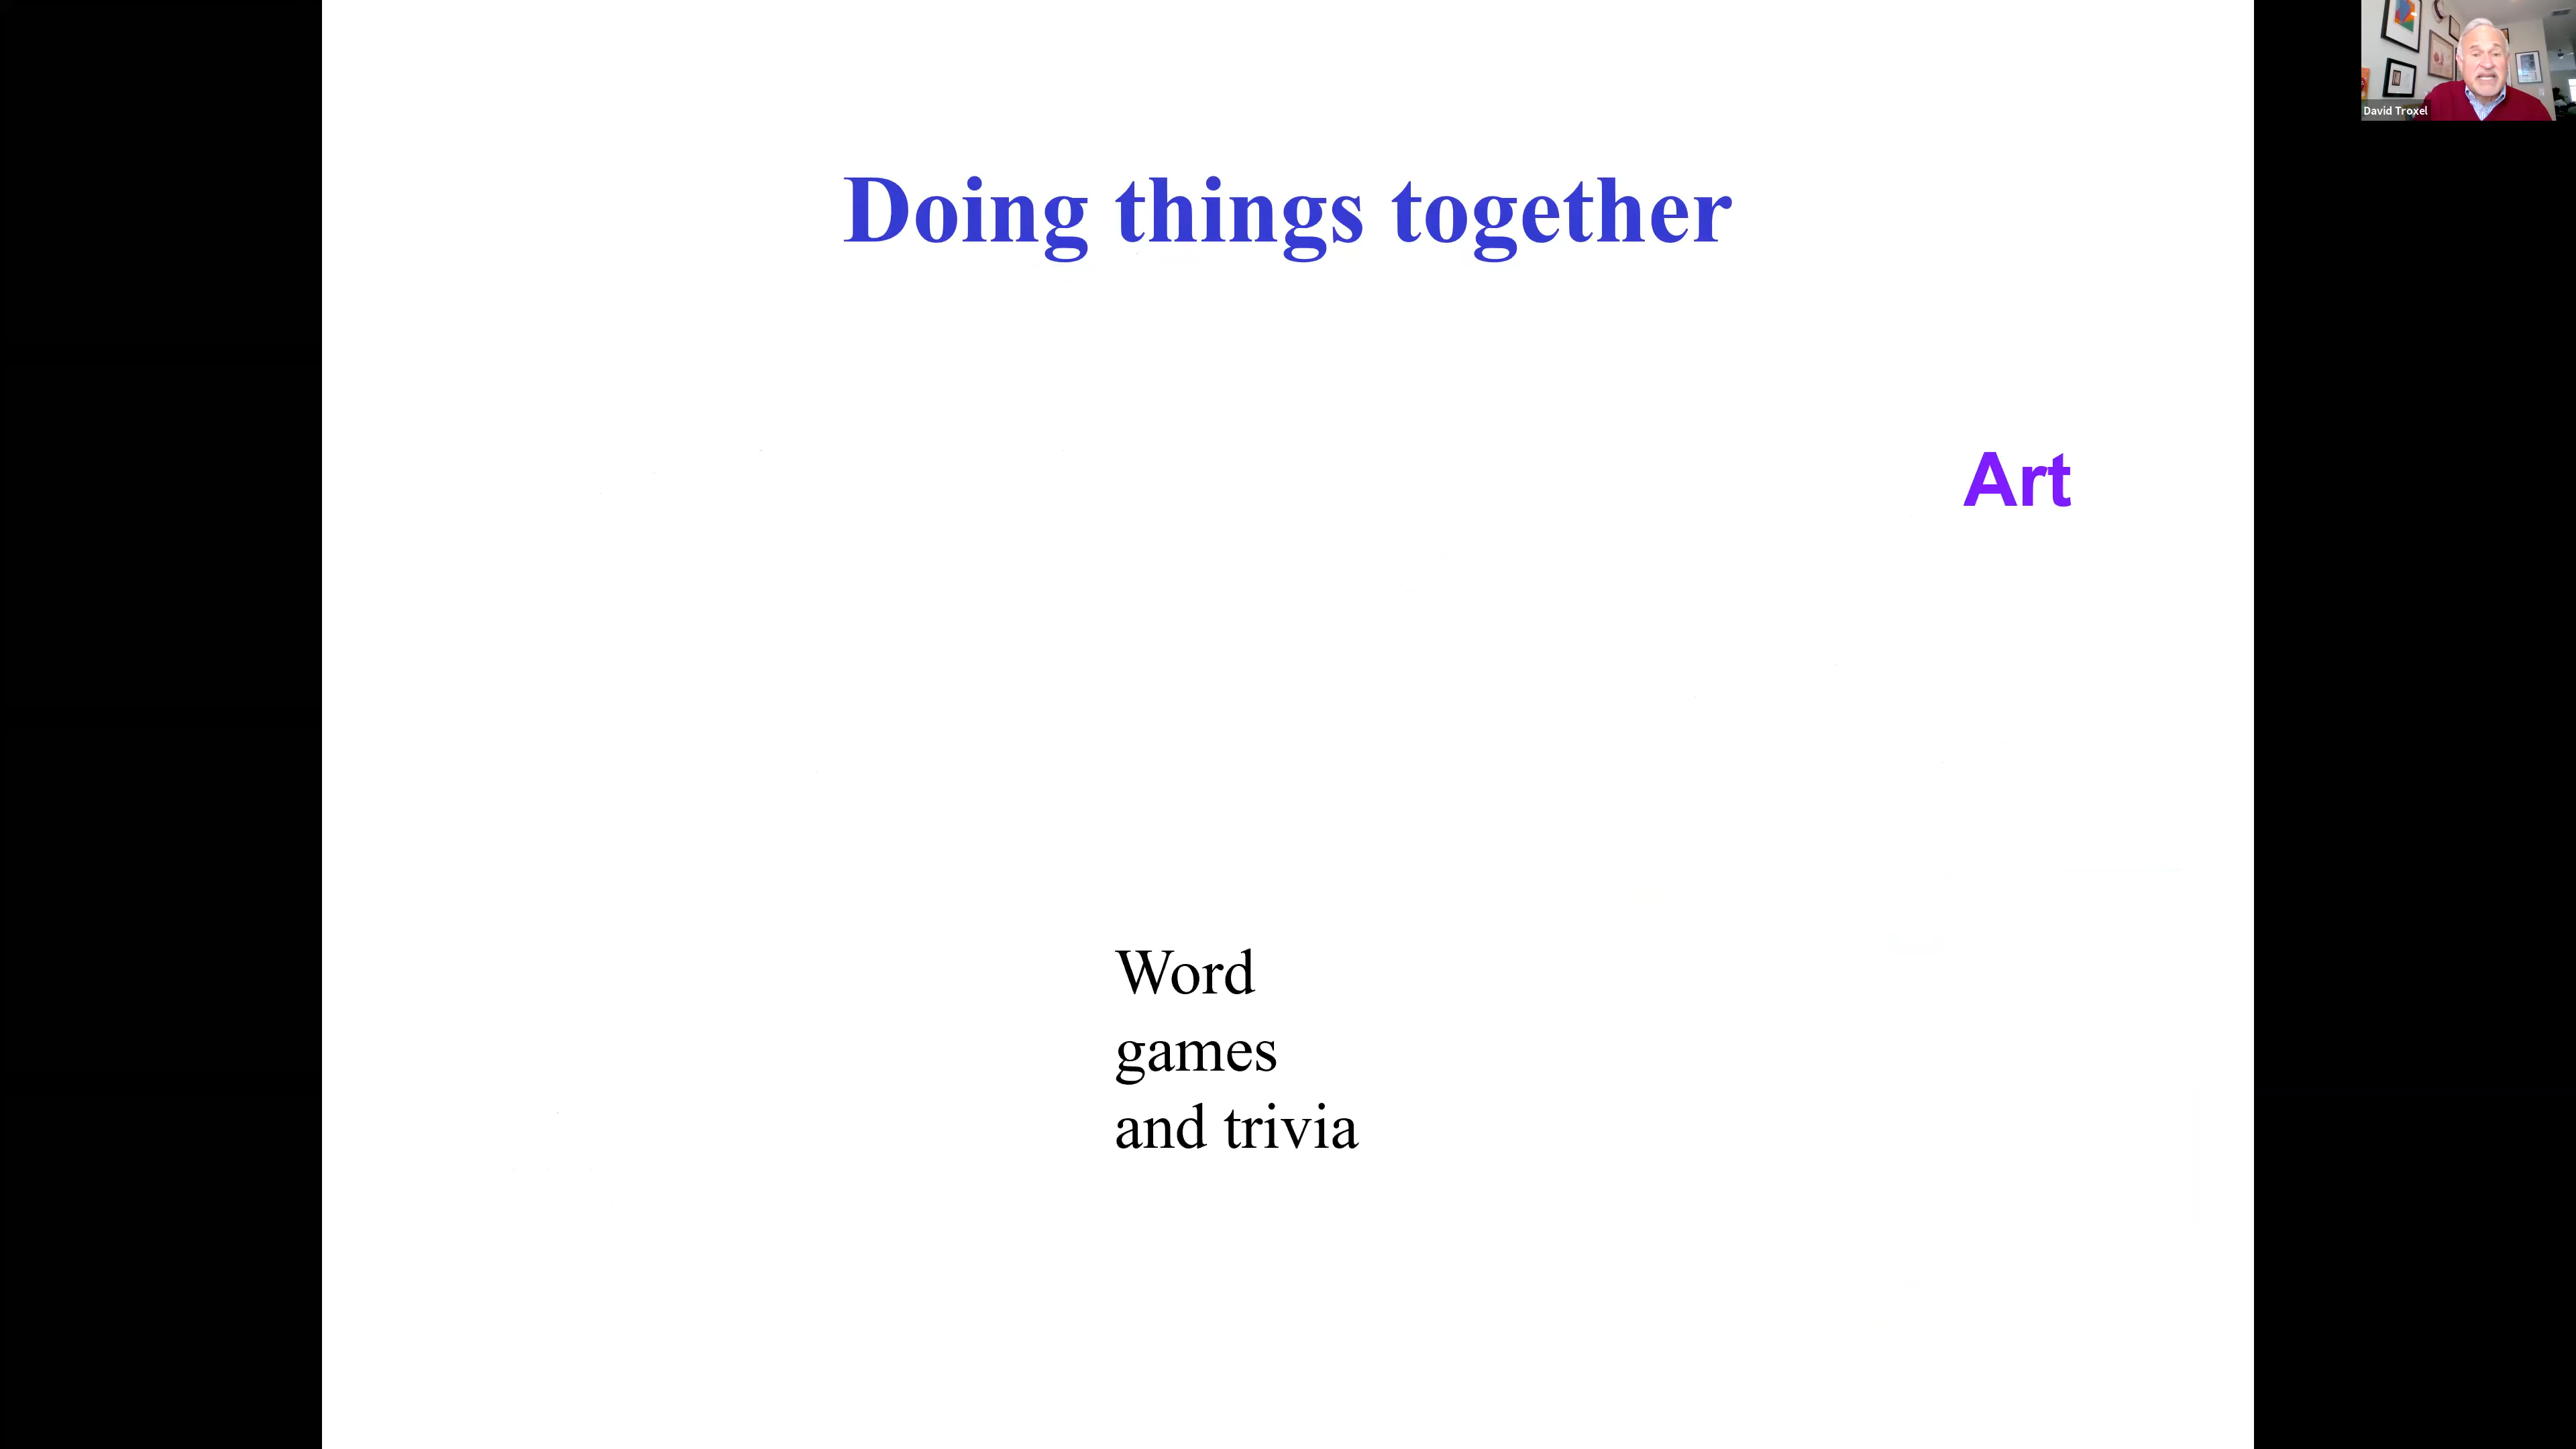 Doing things together
David Troxel
Art
Word
games
and trivia